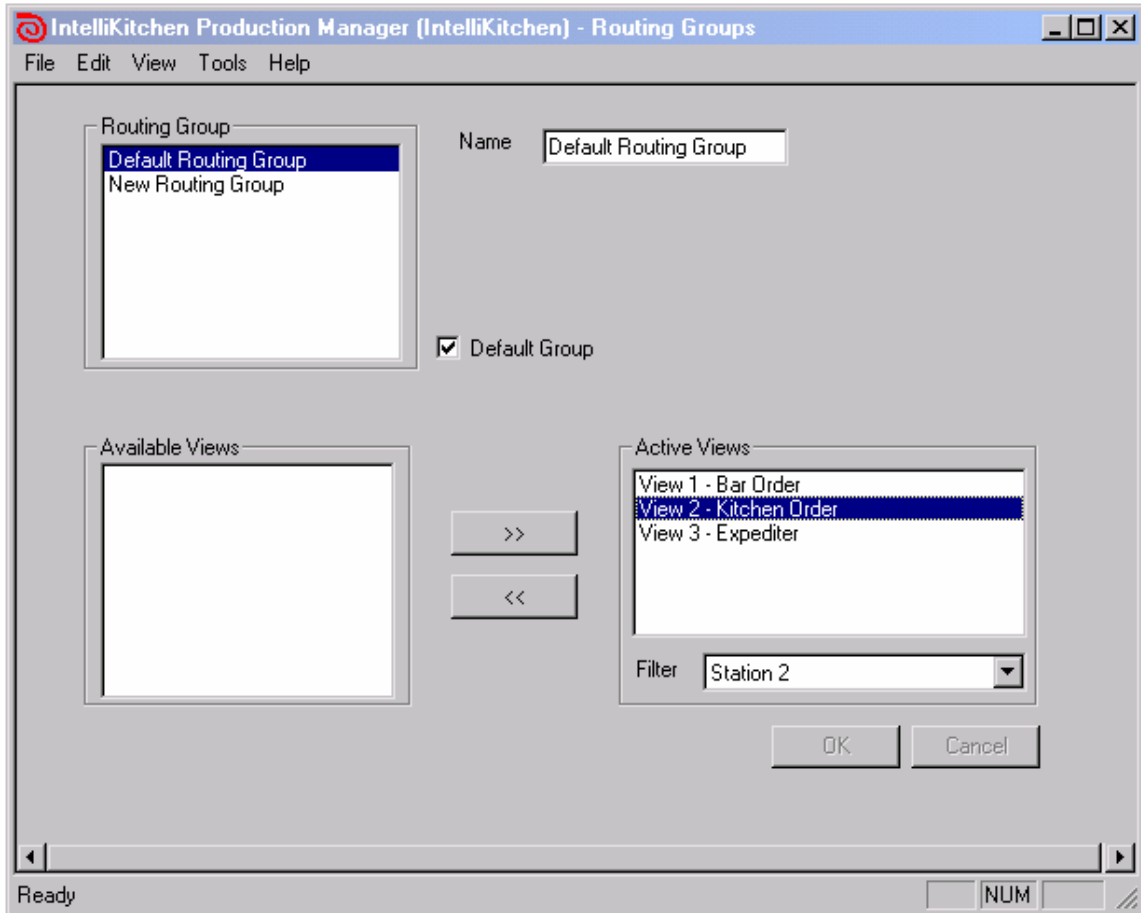 IntelliKitchen Production Manager (IntelliKitchen) - Routing Groups
File Edit View Tools Help
Routing Group
Default Routing Group
New Routing Group
Name Default Routing Group
Default Group
Available Views
>>
<<
Active Views
View 1 - Bar Order
View 2 - Kitchen Order
View 3 - Expediter
Filter Station 2
OK Cancel
Ready NUM